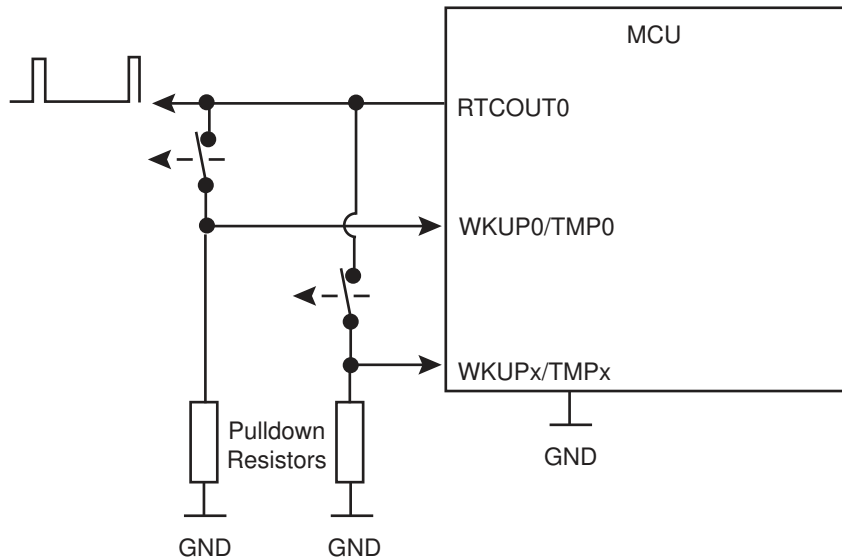 MCU
RTCOUT0
WKUP0/TMP0
WKUPx/TMPx
Pulldown
Resistors
GND
GND
GND